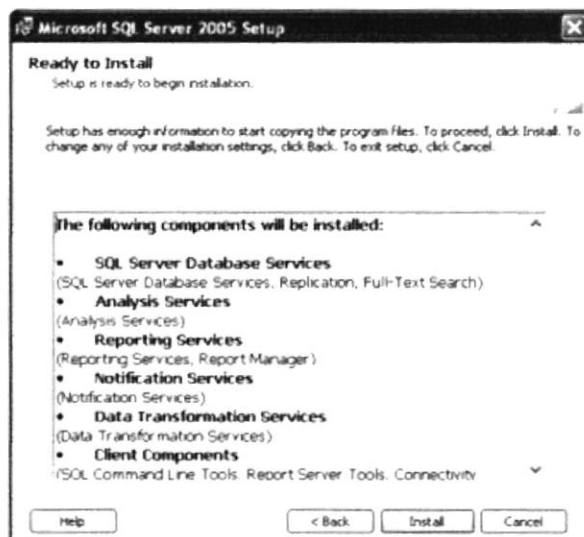 Microsoft SQL Server 2005 Setup
Ready to Install
Setup is ready to begin installation.
Setup has enough information to start copying the program files. To proceed, click Install. To
change any of your installation settings, click Back. To exit setup, click Cancel.
The following components will be installed:
• SQL Server Database Services
(SQL Server Database Services, Replication, Full-Text Search)
• Analysis Services
(Analysis Services)
• Reporting Services
(Reporting Services, Report Manager)
• Notification Services
(Notification Services)
• Data Transformation Services
(Data Transformation Services)
• Client Components
(SQL Command Line Tools, Report Server Tools, Connectivity
Help
< Back
Install
Cancel